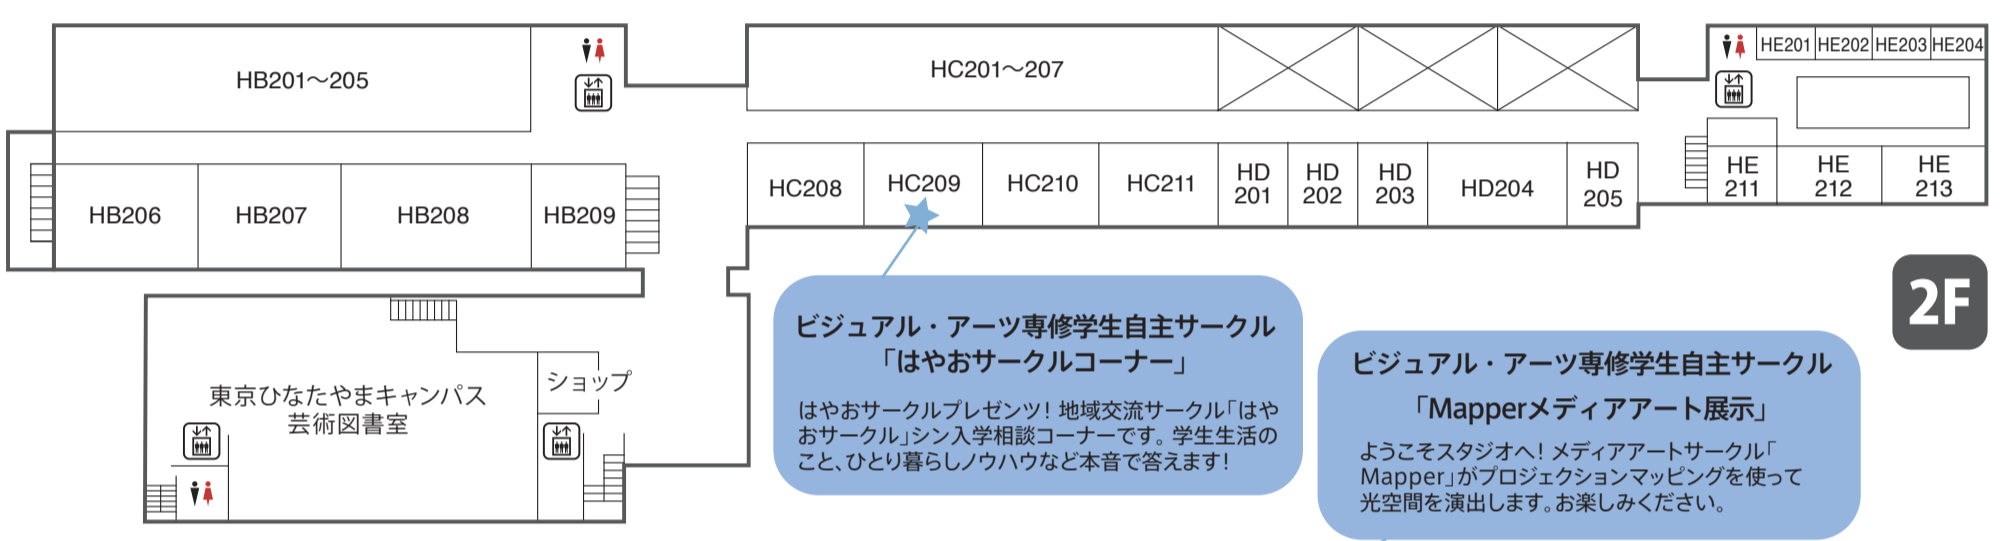 HB201〜205
HC201〜207
HE201 HE202 HE203 HE204
HB206 HB207 HB208 HB209
HC208 HC209 HC210 HC211
HD
201
HD
202
HD
203
HD204
HD
205
HE
211
HE
212
HE
213
2F
東京ひなたやまキャンパス
芸術図書室
ショップ
ビジュアル・アーツ専修学生自主サークル
「はやおサークルコーナー」
はやおサークルプレゼンツ！地域交流サークル「はや
おサークル」シン入学相談コーナーです。学生生活の
こと、ひとり暮らしノウハウなど本音で答えます！
ビジュアル・アーツ専修学生自主サークル
「Mapperメディアアート展示」
ようこそスタジオへ！メディアアートサークル「
Mapper」がプロジェクションマッピングを使って
光空間を演出します。お楽しみください。